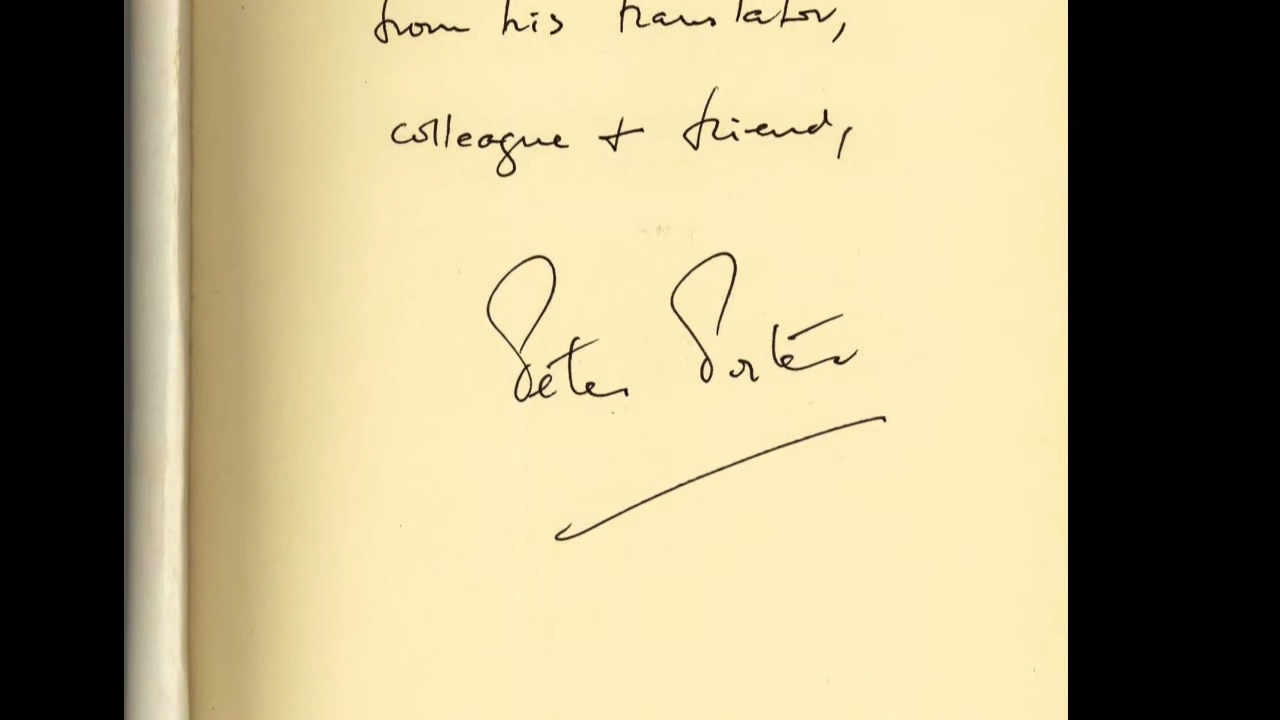 from his translator,
colleague + friend,
Peter Porter